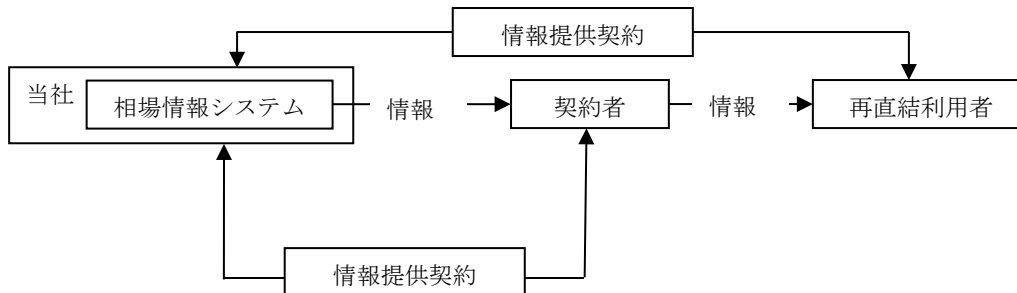 情報提供契約
当社
相場情報システム
情報
契約者
情報
再直結利用者
情報提供契約